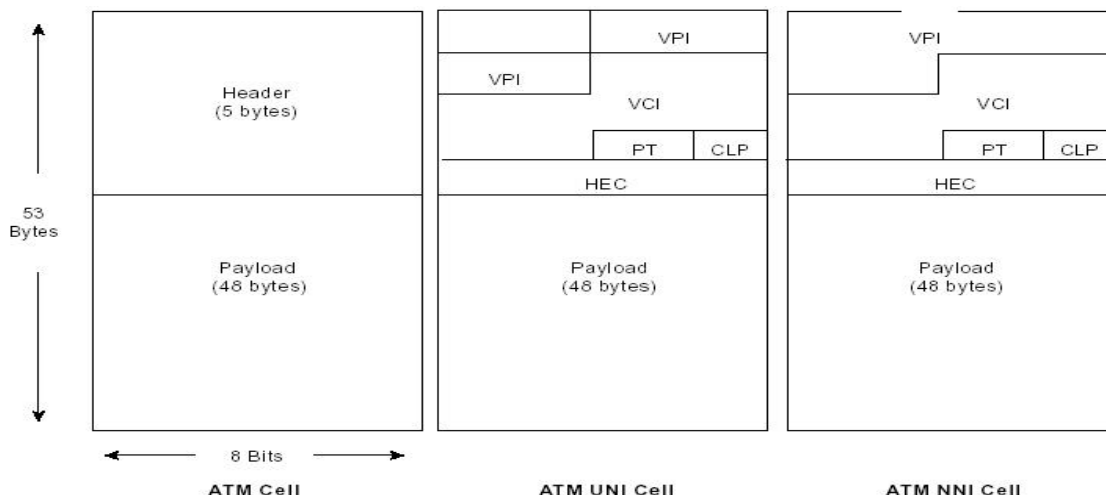 53
Bytes
Header
(5 bytes)
Payload
(48 bytes)
8 Bits
ATM Cell
VPI
VPI
VCI
PT
CLP
HEC
Payload
(48 bytes)
ATM UNI Cell
VPI
VCI
PT
CLP
HEC
Payload
(48 bytes)
ATM NNI Cell